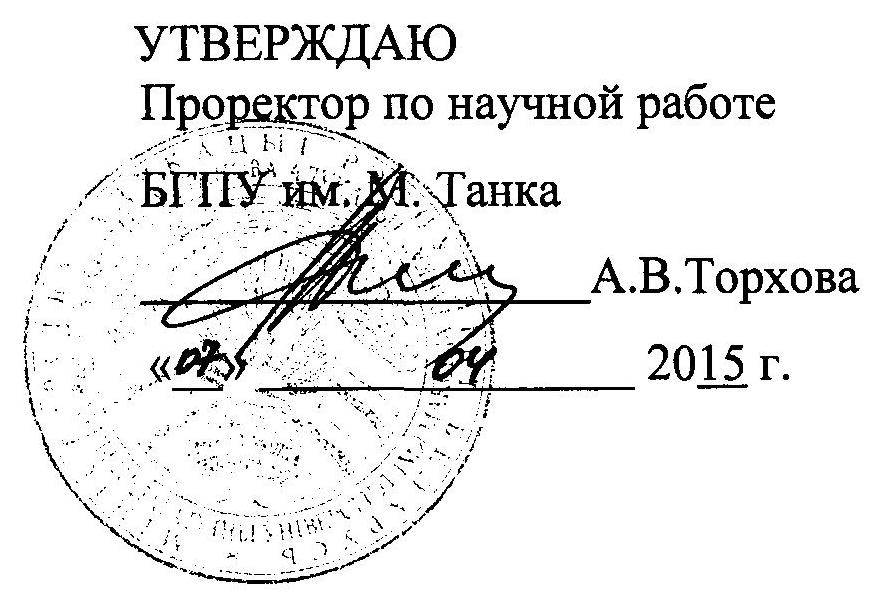 УТВЕРЖДАЮ
Проректор по научной работе
БГПУ им. М. Танка
А.В.Торхова
«07» 04 2015 г.